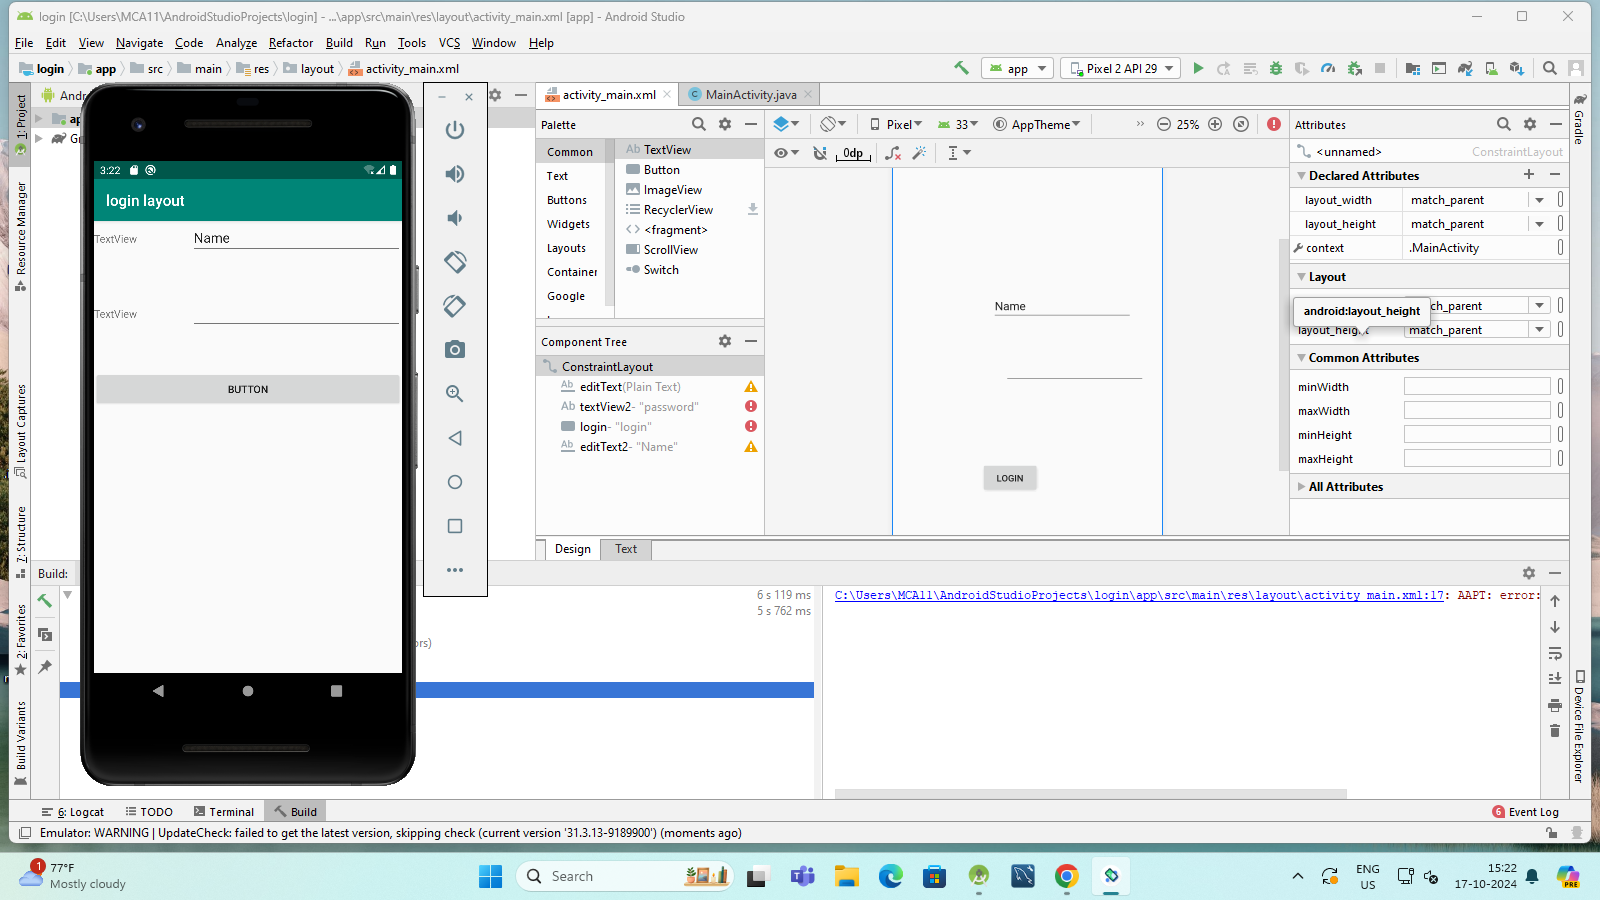 login [C:\Users\MCA11\AndroidStudioProjects\login] - ...\app\src\main\res\layout\activity_main.xml [app] - Android Studio
File Edit View Navigate Code Analyze Refactor Build Run Tools VCS Window Help
login app src main res layout activity_main.xml
app Pixel 2 API 29
1: Project
Resource Manager
Layout Captures
7: Structure
2: Favorites
Build Variants
3:22
login layout
TextView Name
TextView
BUTTON
activity_main.xml MainActivity.java
Palette
Common
Text
Buttons
Widgets
Layouts
Container
Google
Ab TextView
Button
ImageView
RecyclerView
<fragment>
ScrollView
Switch
Component Tree
ConstraintLayout
Ab editText(Plain Text)
Ab textView2- "password"
login- "login"
Ab editText2- "Name"
Pixel 33 AppTheme » 25%
0dp
Name
LOGIN
Design Text
Attributes
<unnamed> ConstraintLayout
Declared Attributes
layout_width match_parent
layout_height match_parent
context .MainActivity
Layout
android:layout_height
tch_parent
layout_height match_parent
Common Attributes
minWidth
maxWidth
minHeight
maxHeight
All Attributes
Gradle
Device File Explorer
Build:
6 s 119 ms
5 s 762 ms
ors)
C:\Users\MCA11\AndroidStudioProjects\login\app\src\main\res\layout\activity_main.xml:17: AAPT: error:
6: Logcat TODO Terminal Build 6 Event Log
Emulator: WARNING | UpdateCheck: failed to get the latest version, skipping check (current version '31.3.13-9189900') (moments ago)
1 77°F
Mostly cloudy
Search
ENG
US
15:22
17-10-2024
PRE